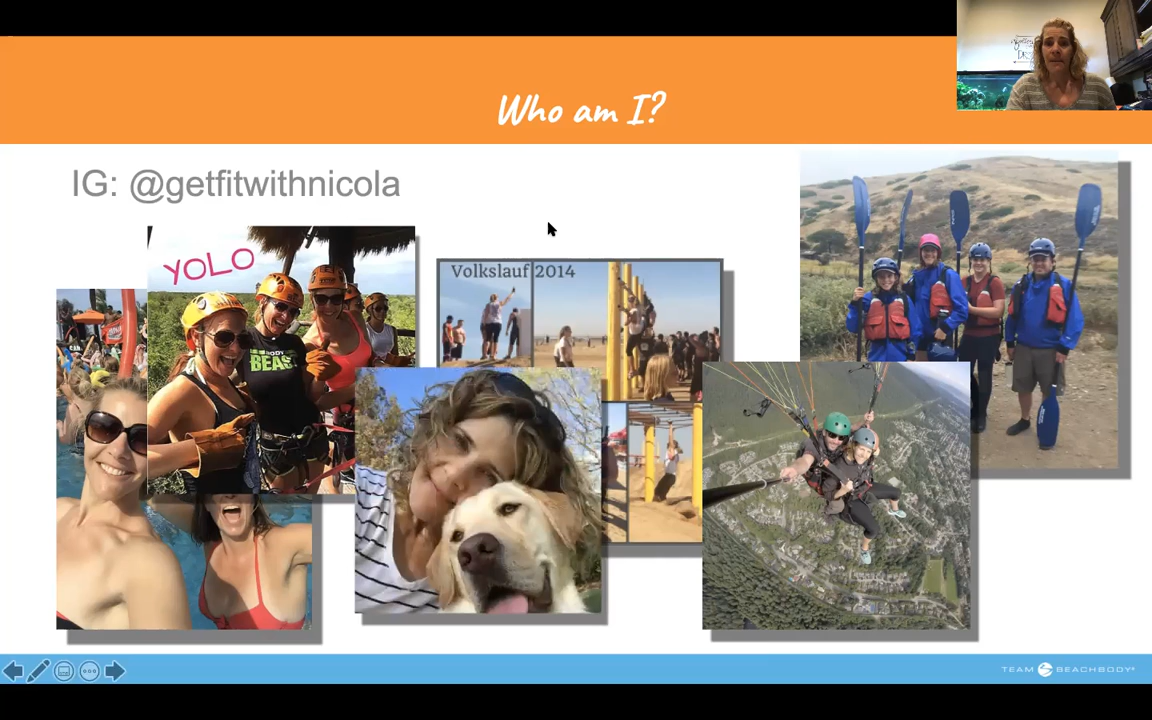 Who am I?
IG: @getfitwithnicola
YOLO
Volkslauf 2014
BEAST
TEAM BEACHBODY